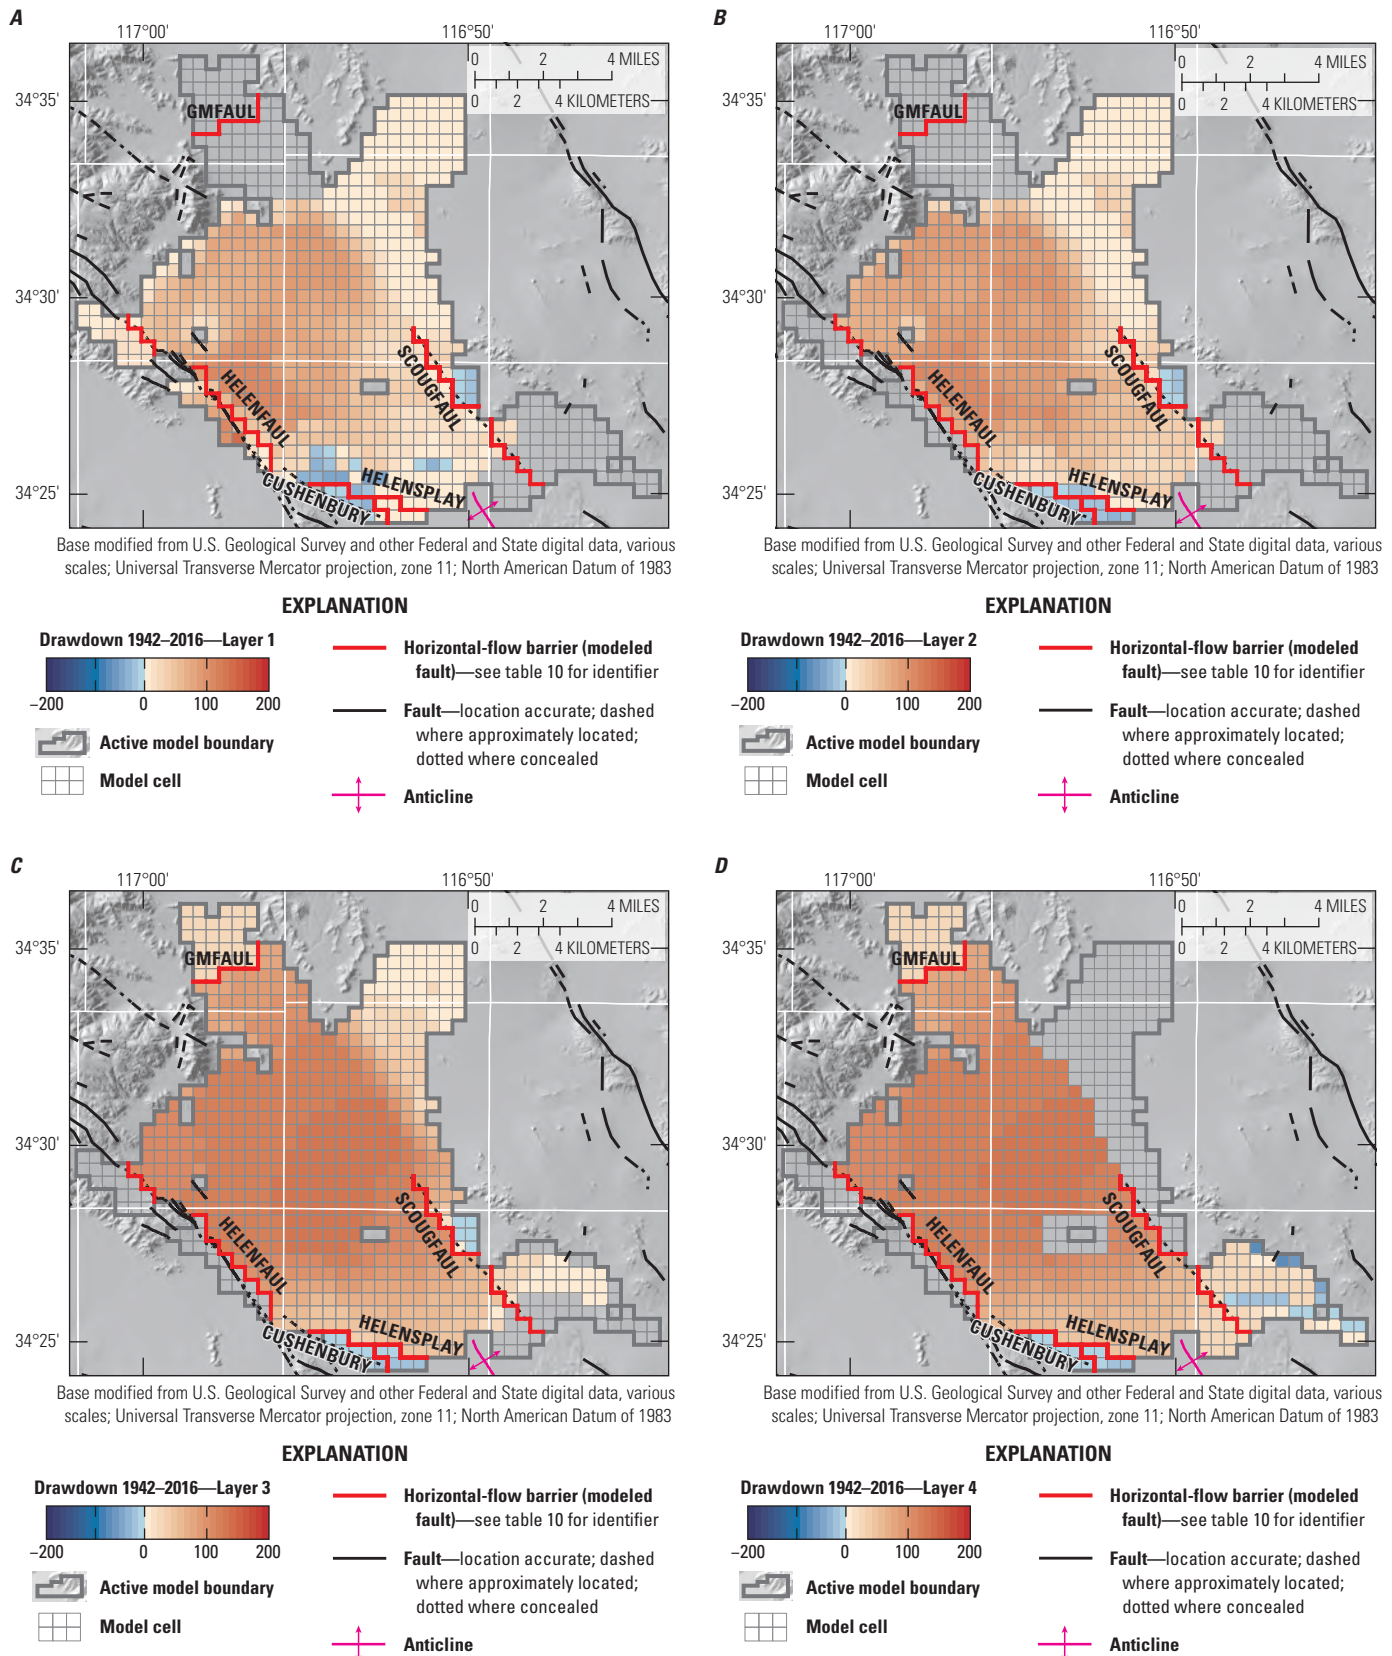 A
117°00'
116°50'
0 2 4 MILES
0 2 4 KILOMETERS
34°35'
34°30'
34°25'
GMFAUL
SCOUGFAUL
HELENFAUL
HELENSPLAY
CUSHENBURY
Base modified from U.S. Geological Survey and other Federal and State digital data, various
scales; Universal Transverse Mercator projection, zone 11; North American Datum of 1983
EXPLANATION
Drawdown 1942–2016—Layer 1
–200 0 100 200
Active model boundary
Model cell
Horizontal-flow barrier (modeled
fault)—see table 10 for identifier
Fault—location accurate; dashed
where approximately located;
dotted where concealed
Anticline
B
117°00'
116°50'
0 2 4 MILES
0 2 4 KILOMETERS
GMFAUL
SCOUGFAUL
HELENFAUL
HELENSPLAY
CUSHENBURY
Base modified from U.S. Geological Survey and other Federal and State digital data, various
scales; Universal Transverse Mercator projection, zone 11; North American Datum of 1983
EXPLANATION
Drawdown 1942–2016—Layer 2
–200 0 100 200
Active model boundary
Model cell
Horizontal-flow barrier (modeled
fault)—see table 10 for identifier
Fault—location accurate; dashed
where approximately located;
dotted where concealed
Anticline
C
117°00'
116°50'
0 2 4 MILES
0 2 4 KILOMETERS
34°35'
34°30'
34°25'
GMFAUL
SCOUGFAUL
HELENFAUL
HELENSPLAY
CUSHENBURY
Base modified from U.S. Geological Survey and other Federal and State digital data, various
scales; Universal Transverse Mercator projection, zone 11; North American Datum of 1983
EXPLANATION
Drawdown 1942–2016—Layer 3
–200 0 100 200
Active model boundary
Model cell
Horizontal-flow barrier (modeled
fault)—see table 10 for identifier
Fault—location accurate; dashed
where approximately located;
dotted where concealed
Anticline
D
117°00'
116°50'
0 2 4 MILES
0 2 4 KILOMETERS
GMFAUL
SCOUGFAUL
HELENFAUL
HELENSPLAY
CUSHENBURY
Base modified from U.S. Geological Survey and other Federal and State digital data, various
scales; Universal Transverse Mercator projection, zone 11; North American Datum of 1983
EXPLANATION
Drawdown 1942–2016—Layer 4
–200 0 100 200
Active model boundary
Model cell
Horizontal-flow barrier (modeled
fault)—see table 10 for identifier
Fault—location accurate; dashed
where approximately located;
dotted where concealed
Anticline